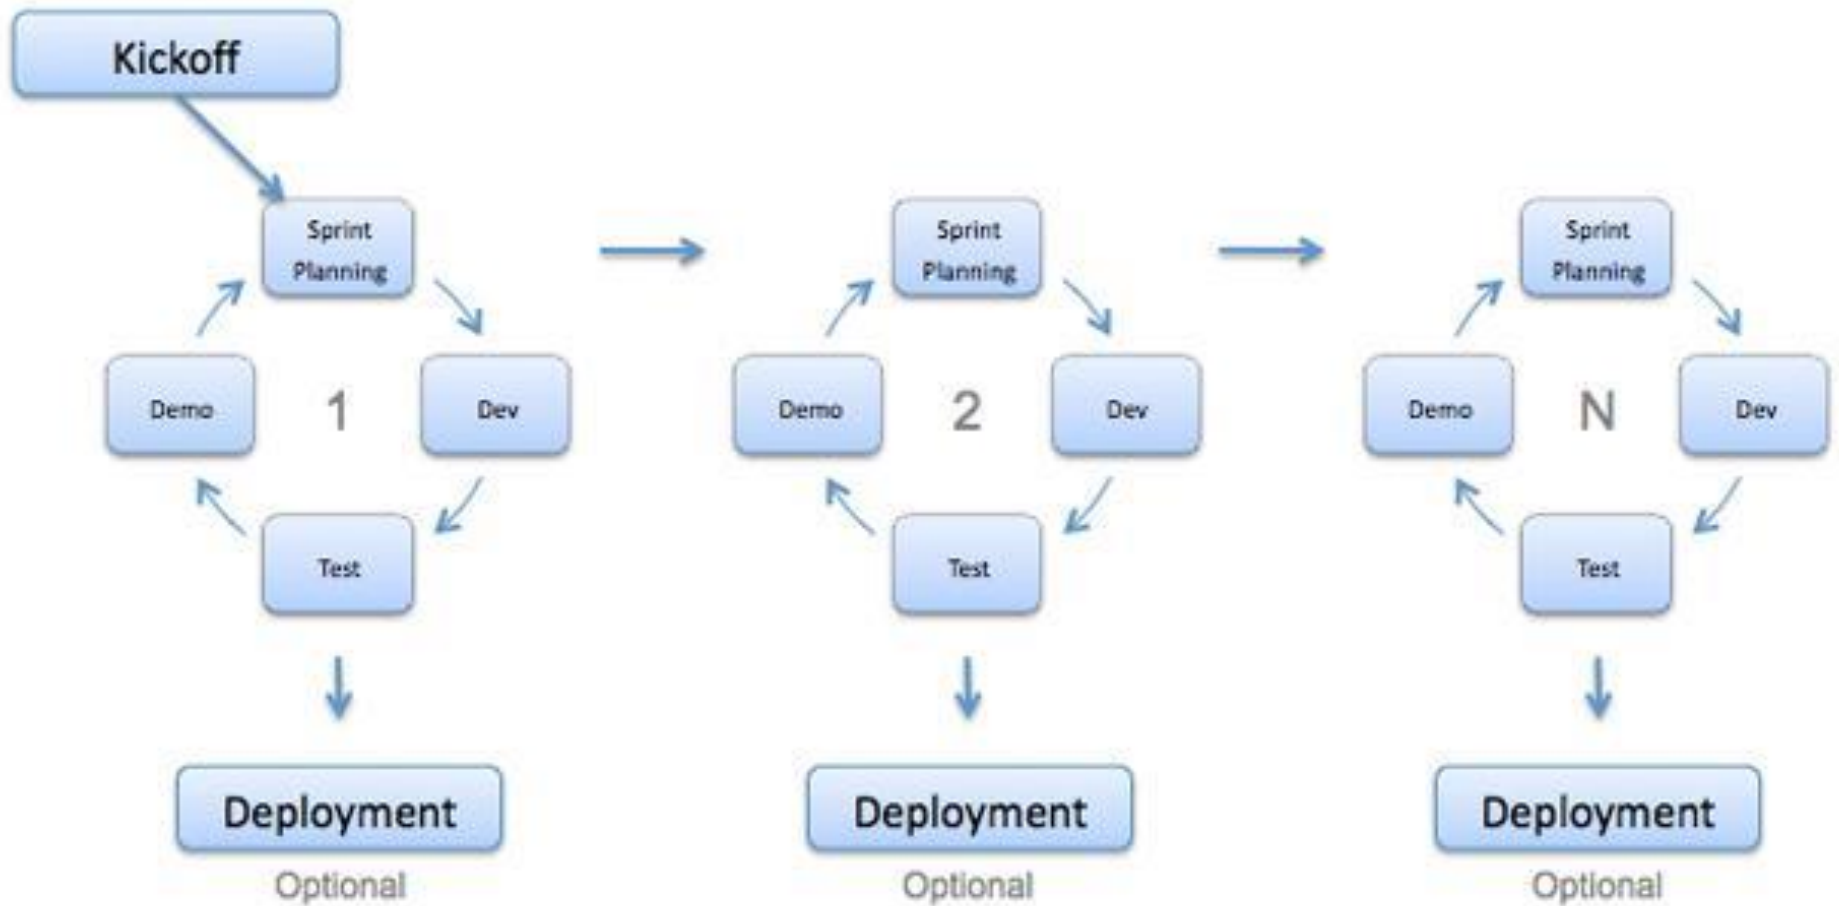 Kickoff
Sprint
Planning
Demo
1
Dev
Test
Deployment
Optional
Sprint
Planning
Demo
2
Dev
Test
Deployment
Optional
Sprint
Planning
Demo
N
Dev
Test
Deployment
Optional